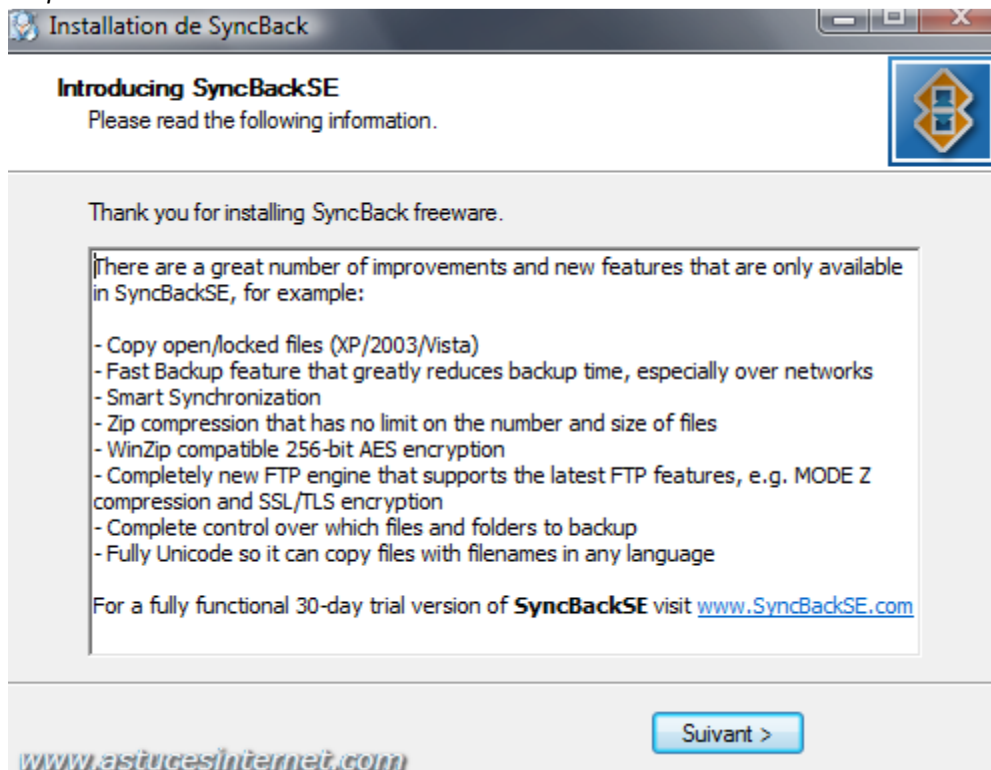 Installation de SyncBack
Introducing SyncBackSE
Please read the following information.
Thank you for installing SyncBack freeware.
There are a great number of improvements and new features that are only available
in SyncBackSE, for example:
- Copy open/locked files (XP/2003/Vista)
- Fast Backup feature that greatly reduces backup time, especially over networks
- Smart Synchronization
- Zip compression that has no limit on the number and size of files
- WinZip compatible 256-bit AES encryption
- Completely new FTP engine that supports the latest FTP features, e.g. MODE Z
compression and SSL/TLS encryption
- Complete control over which files and folders to backup
- Fully Unicode so it can copy files with filenames in any language
For a fully functional 30-day trial version of SyncBackSE visit www.SyncBackSE.com
Suivant >
www.astucesinternet.com